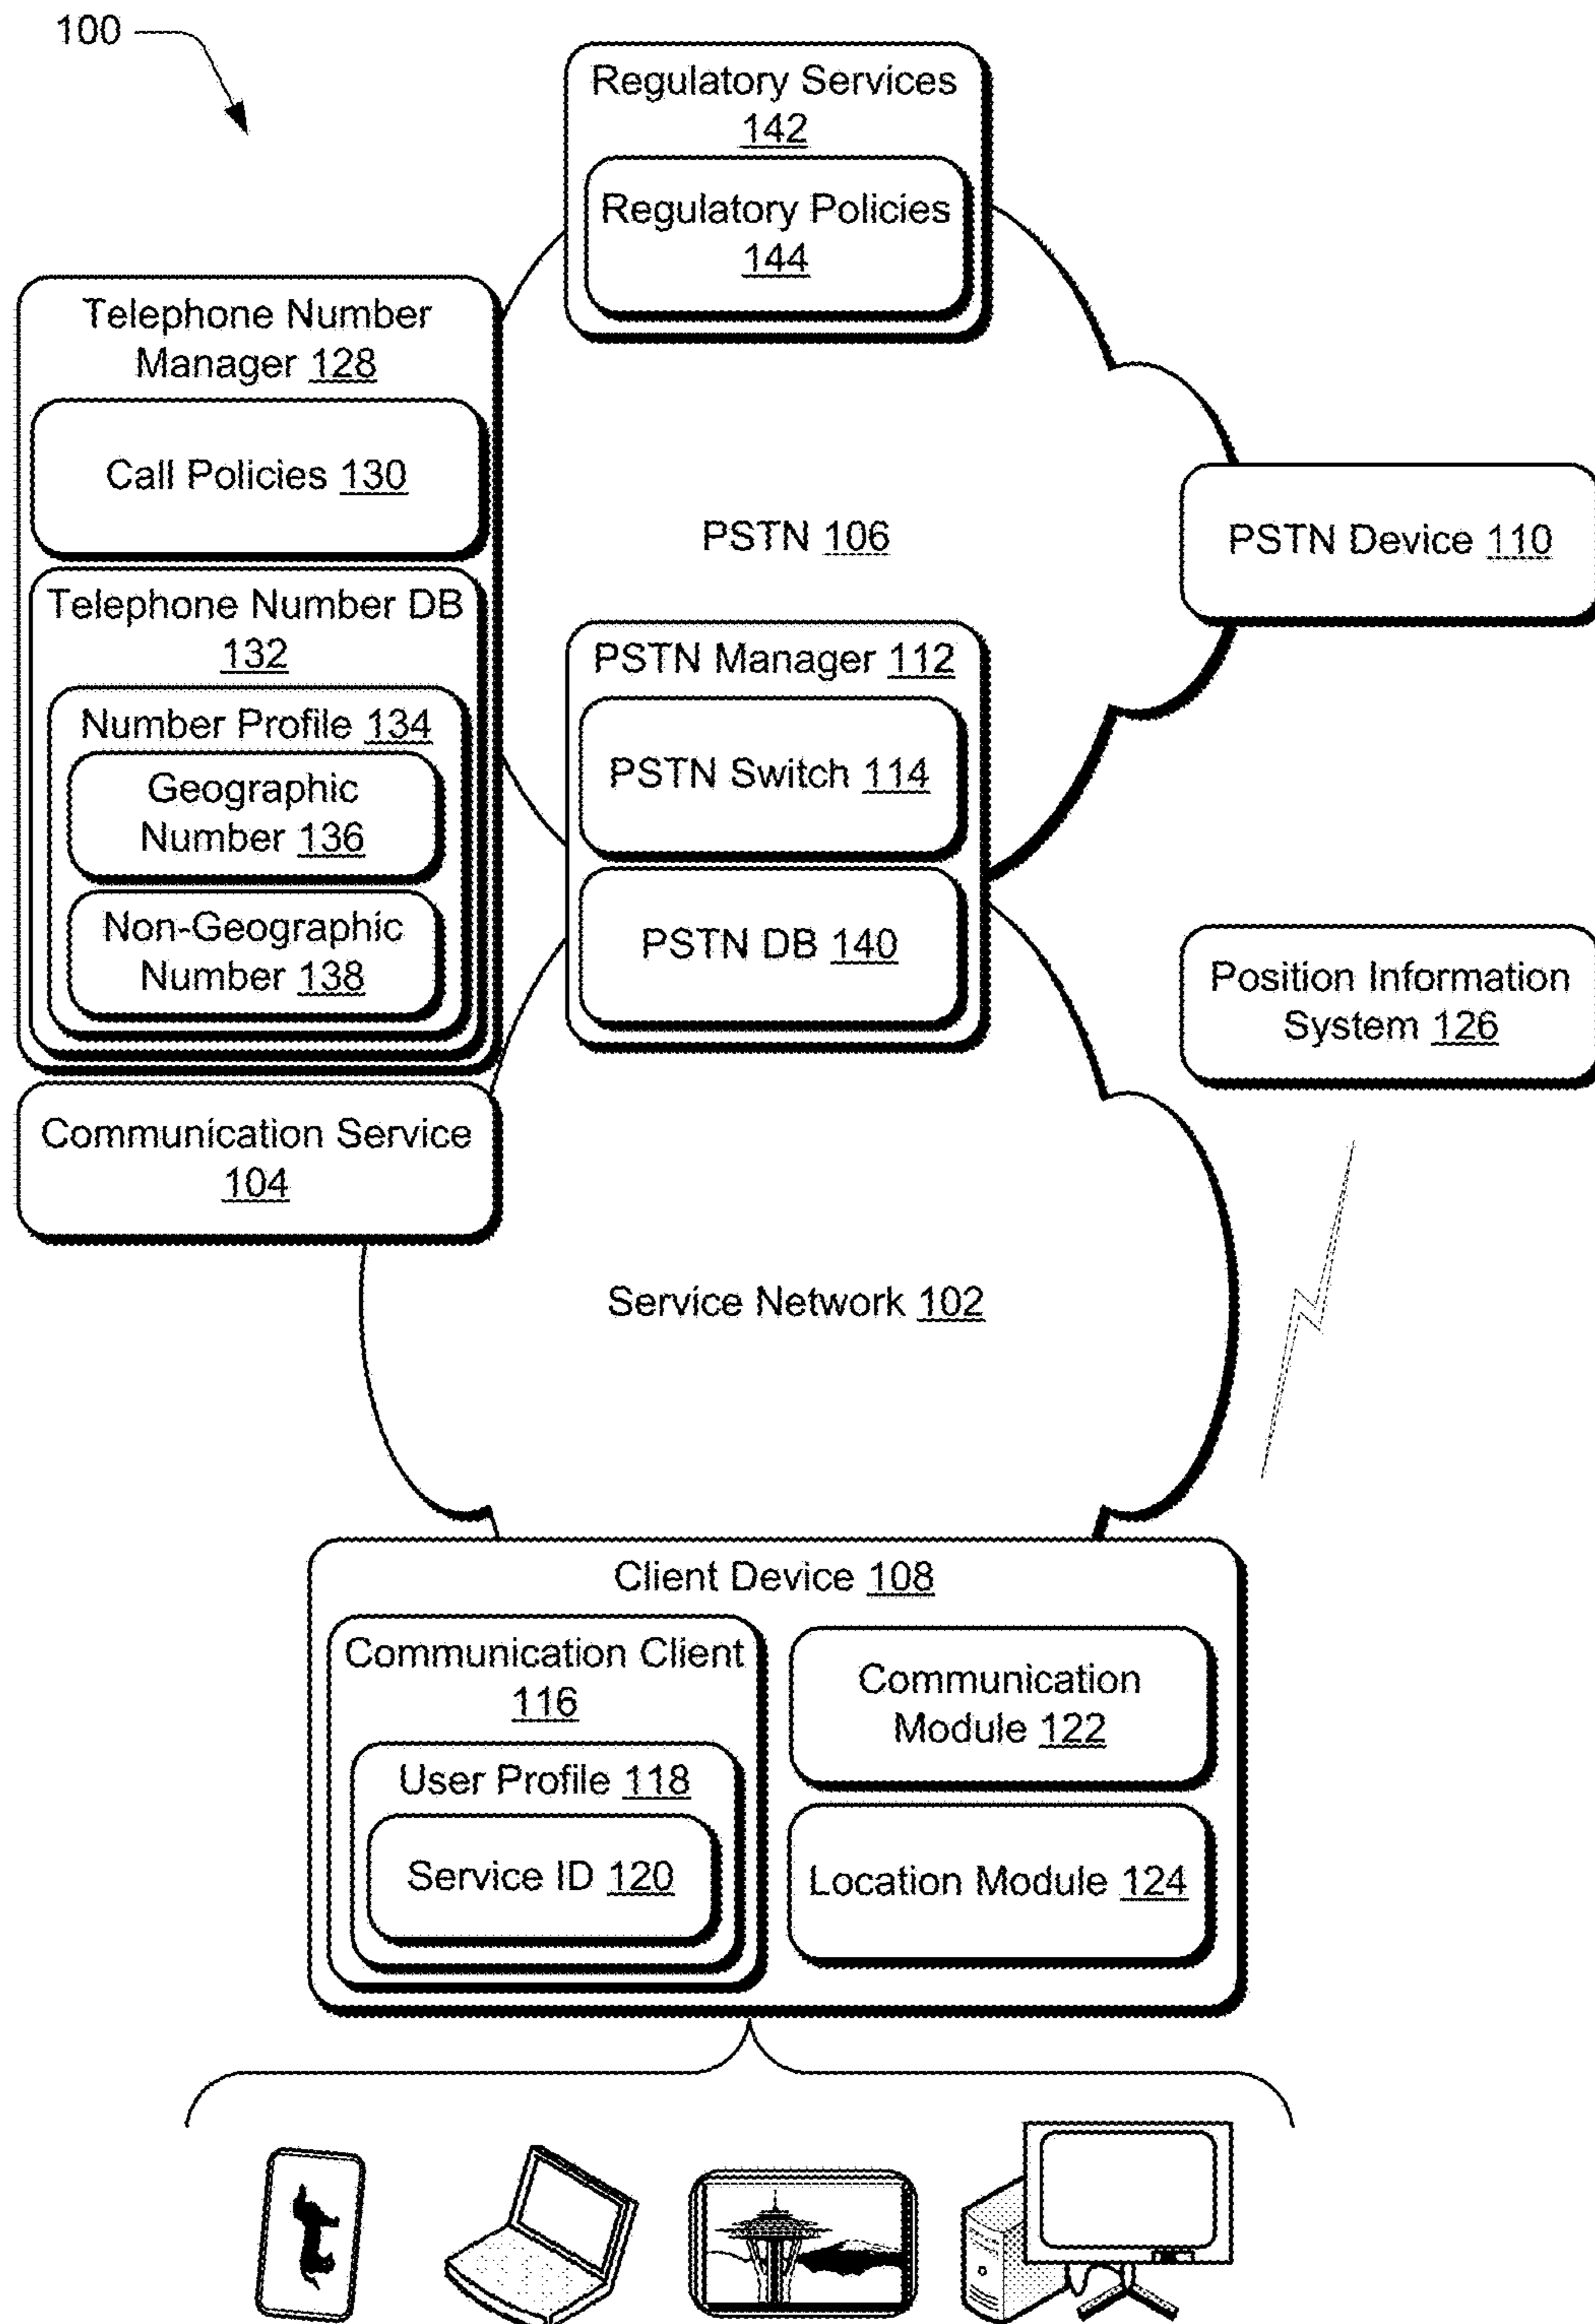 100
Regulatory Services
142
Regulatory Policies
144
Telephone Number
Manager 128
Call Policies 130
Telephone Number DB
132
Number Profile 134
Geographic
Number 136
Non-Geographic
Number 138
Communication Service
104
PSTN 106
PSTN Device 110
PSTN Manager 112
PSTN Switch 114
PSTN DB 140
Position Information
System 126
Service Network 102
Client Device 108
Communication Client
116
User Profile 118
Service ID 120
Communication
Module 122
Location Module 124